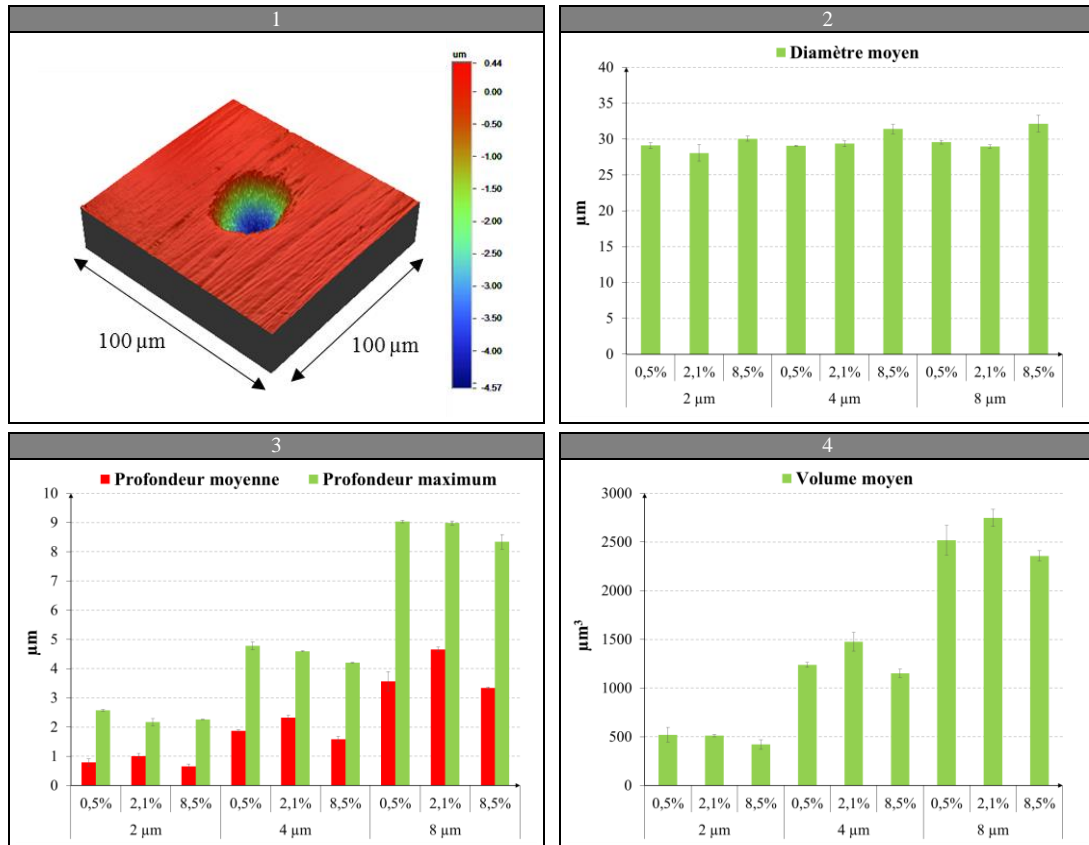 1
um
0.44
0.00
-0.50
-1.00
-1.50
-2.00
-2.50
-3.00
-3.50
-4.00
-4.57
100 µm
100 µm
2
Diamètre moyen
40
35
30
25
20
15
10
5
0
µm
0,5% 2,1% 8,5% 0,5% 2,1% 8,5% 0,5% 2,1% 8,5%
2 µm 4 µm 8 µm
3
Profondeur moyenne Profondeur maximum
10
9
8
7
6
5
4
3
2
1
0
µm
0,5% 2,1% 8,5% 0,5% 2,1% 8,5% 0,5% 2,1% 8,5%
2 µm 4 µm 8 µm
4
Volume moyen
3000
2500
2000
1500
1000
500
0
µm³
0,5% 2,1% 8,5% 0,5% 2,1% 8,5% 0,5% 2,1% 8,5%
2 µm 4 µm 8 µm